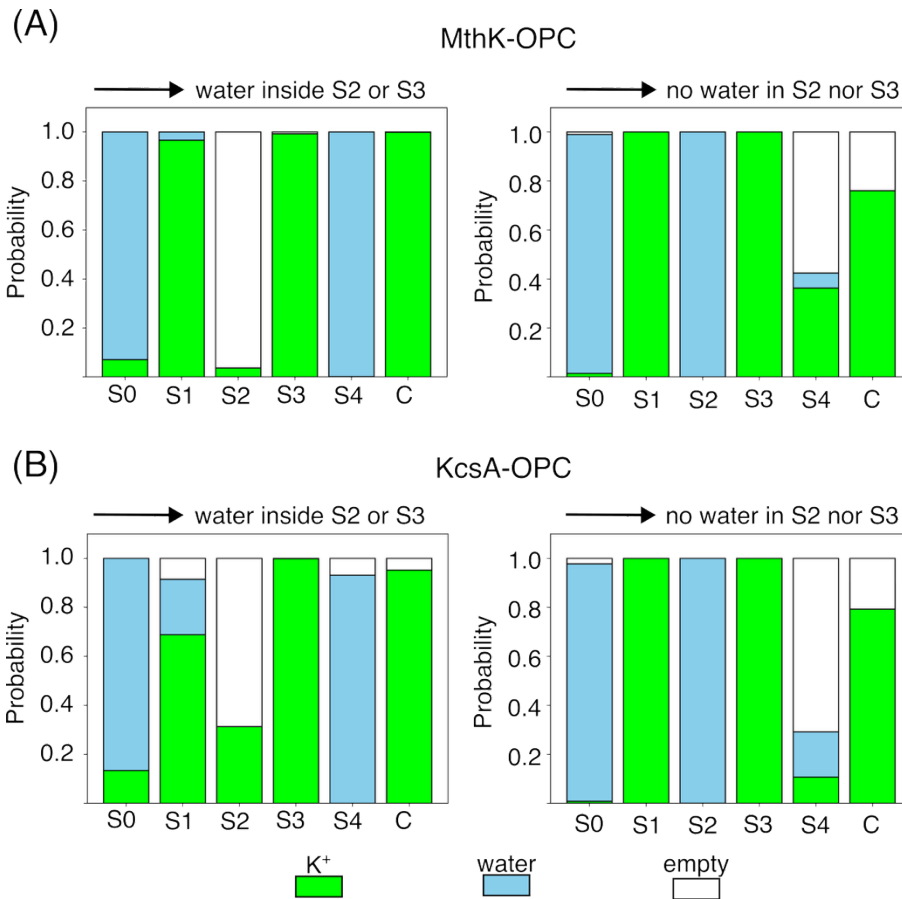 (A)
MthK-OPC
water inside S2 or S3
no water in S2 nor S3
Probability
1.0
0.8
0.6
0.4
0.2
S0 S1 S2 S3 S4 C
Probability
1.0
0.8
0.6
0.4
0.2
S0 S1 S2 S3 S4 C
(B)
KcsA-OPC
water inside S2 or S3
no water in S2 nor S3
Probability
1.0
0.8
0.6
0.4
0.2
S0 S1 S2 S3 S4 C
Probability
1.0
0.8
0.6
0.4
0.2
S0 S1 S2 S3 S4 C
K⁺ water empty